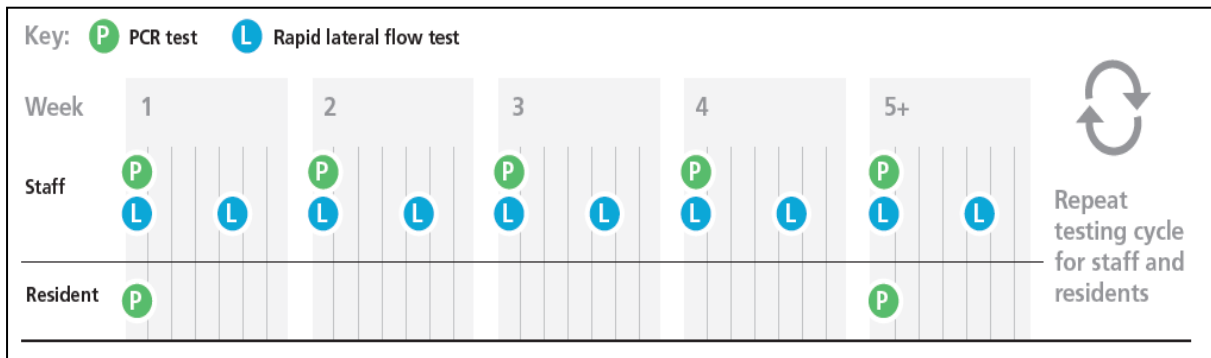 Key: P PCR test L Rapid lateral flow test
Week 1 2 3 4 5+
P P P P P
Staff
L L L L L L L L L L
Resident P P
Repeat
testing cycle
for staff and
residents